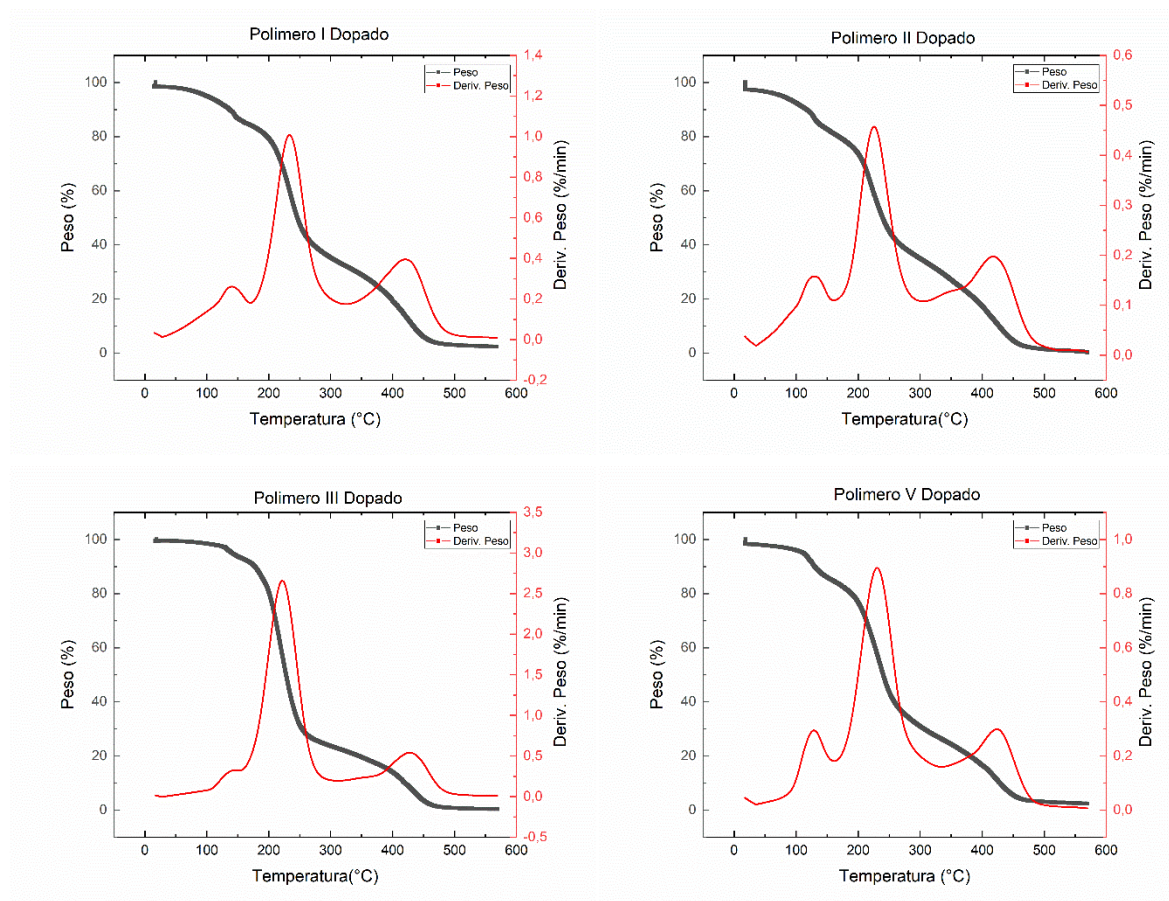 Polimero I Dopado
Peso
Deriv. Peso
Peso (%)
100
80
60
40
20
0
1,4
1,2
1,0
0,8
0,6
0,4
0,2
0,0
-0,2
Deriv. Peso (%/min)
0 100 200 300 400 500 600
Temperatura (°C)
Polimero II Dopado
Peso
Deriv. Peso
Peso (%)
100
80
60
40
20
0
0,6
0,5
0,4
0,3
0,2
0,1
0,0
Deriv. Peso (%/min)
0 100 200 300 400 500 600
Temperatura(°C)
Polimero III Dopado
Peso
Deriv. Peso
Peso (%)
100
80
60
40
20
0
3,5
3,0
2,5
2,0
1,5
1,0
0,5
0,0
-0,5
Deriv. Peso (%/min)
0 100 200 300 400 500 600
Temperatura(°C)
Polimero V Dopado
Peso
Deriv. Peso
Peso (%)
100
80
60
40
20
0
1,0
0,8
0,6
0,4
0,2
0,0
Deriv. Peso (%/min)
0 100 200 300 400 500 600
Temperatura (°C)